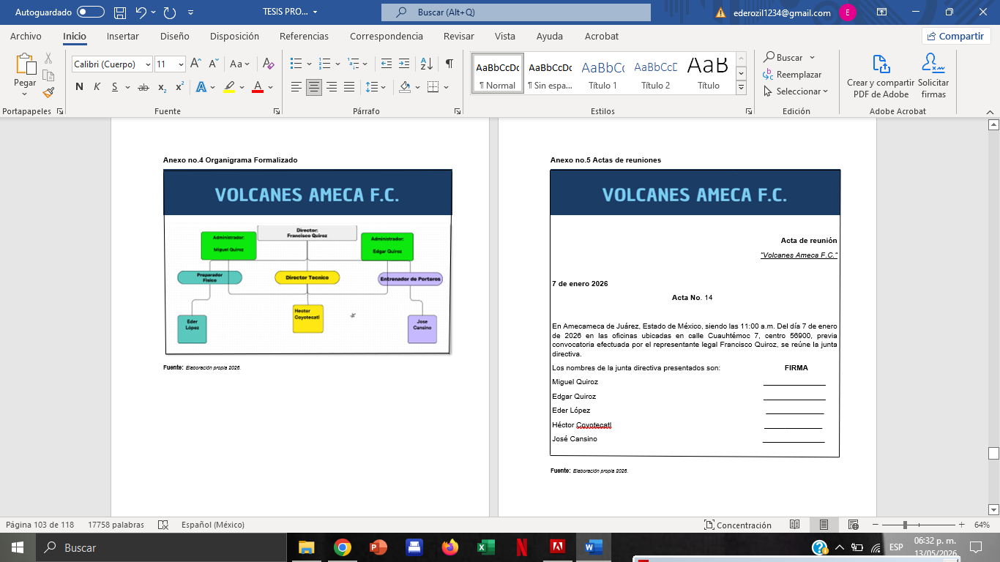 Autoguardado
TESIS PRO...
Buscar (Alt+Q)
ederozil1234@gmail.com
E
Archivo Inicio Insertar Diseño Disposición Referencias Correspondencia Revisar Vista Ayuda Acrobat
Compartir
Pegar
Calibri (Cuerpo) 11
Aa
N K S ab x₂ x² A A
AaBbCcDc AaBbCcDc AaBbCc AaBbCcD AaB
¶ Normal ¶ Sin espa... Título 1 Título 2 Título
Buscar
Reemplazar
Seleccionar
Crear y compartir
PDF de Adobe
Solicitar
firmas
Portapapeles Fuente Párrafo Estilos Edición Adobe Acrobat
Anexo no.4 Organigrama Formalizado
VOLCANES AMECA F.C.
Director:
Francisco Quiroz
Administrador:
Miguel Quiroz
Administrador:
Edgar Quiroz
Preparador
Fisico
Director Tecnico
Entrenador de Porteros
Eder
López
Hector
Coyotecatl
Jose
Cansino
Fuente: Elaboración propia 2026.
Anexo no.5 Actas de reuniones
VOLCANES AMECA F.C.
Acta de reunión
"Volcanes Ameca F.C."
7 de enero 2026
Acta No. 14
En Amecameca de Juárez, Estado de México, siendo las 11:00 a.m. Del día 7 de enero
de 2026 en las oficinas ubicadas en calle Cuauhtémoc 7, centro 56900, previa
convocatoria efectuada por el representante legal Francisco Quiroz, se reúne la junta
directiva.
Los nombres de la junta directiva presentados son: FIRMA
Miguel Quiroz
Edgar Quiroz
Eder López
Héctor Coyotecatl
José Cansino
Fuente: Elaboración propia 2026.
Página 103 de 118 17758 palabras Español (México) Concentración 64%
Buscar
ESP
06:32 p. m.
13/05/2026